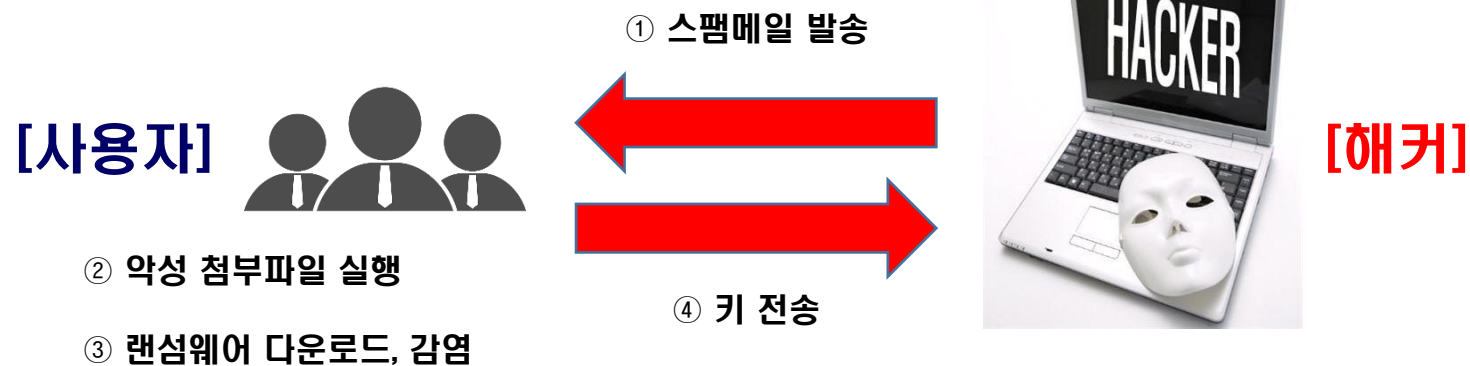 ① 스팸메일 발송
HACKER
[사용자]
[해커]
② 악성 첨부파일 실행
④ 키 전송
③ 랜섬웨어 다운로드, 감염